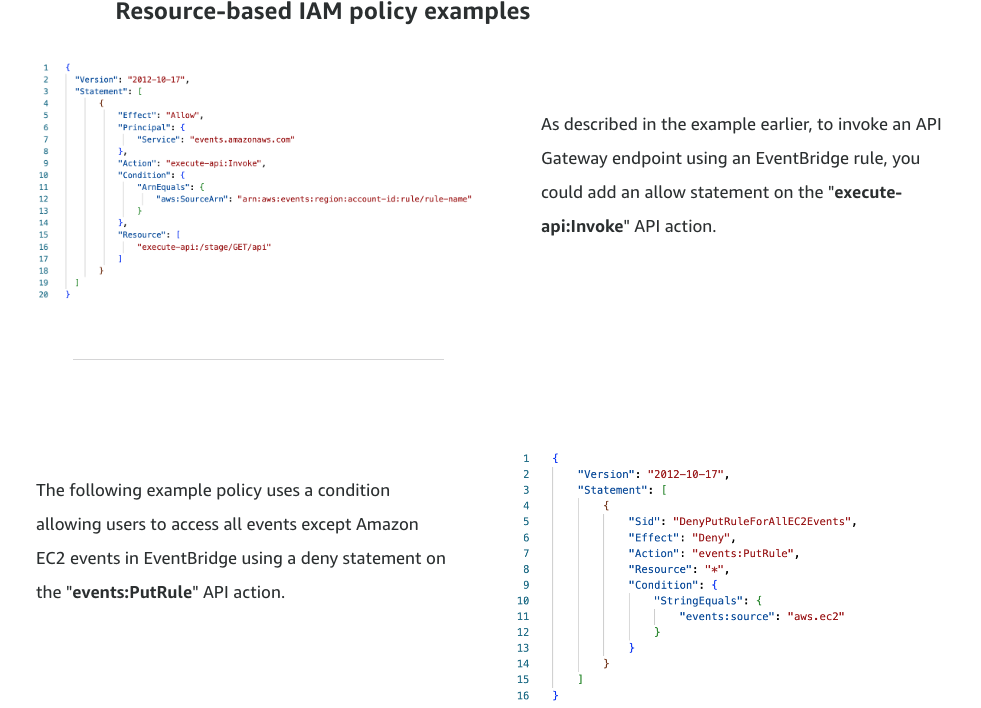 Resource-based IAM policy examples
1 {
2 "Version": "2012-10-17",
3 "Statement": [
4 {
5 "Effect": "Allow",
6 "Principal": {
7 "Service": "events.amazonaws.com"
8 },
9 "Action": "execute-api:Invoke",
10 "Condition": {
11 "ArnEquals": {
12 "aws:SourceArn": "arn:aws:events:region:account-id:rule/rule-name"
13 }
14 },
15 "Resource": [
16 "execute-api:/stage/GET/api"
17 ]
18 }
19 ]
20 }
As described in the example earlier, to invoke an API
Gateway endpoint using an EventBridge rule, you
could add an allow statement on the "execute-
api:Invoke" API action.
The following example policy uses a condition
allowing users to access all events except Amazon
EC2 events in EventBridge using a deny statement on
the "events:PutRule" API action.
1 {
2 "Version": "2012-10-17",
3 "Statement": [
4 {
5 "Sid": "DenyPutRuleForAllEC2Events",
6 "Effect": "Deny",
7 "Action": "events:PutRule",
8 "Resource": "*",
9 "Condition": {
10 "StringEquals": {
11 "events:source": "aws.ec2"
12 }
13 }
14 }
15 ]
16 }